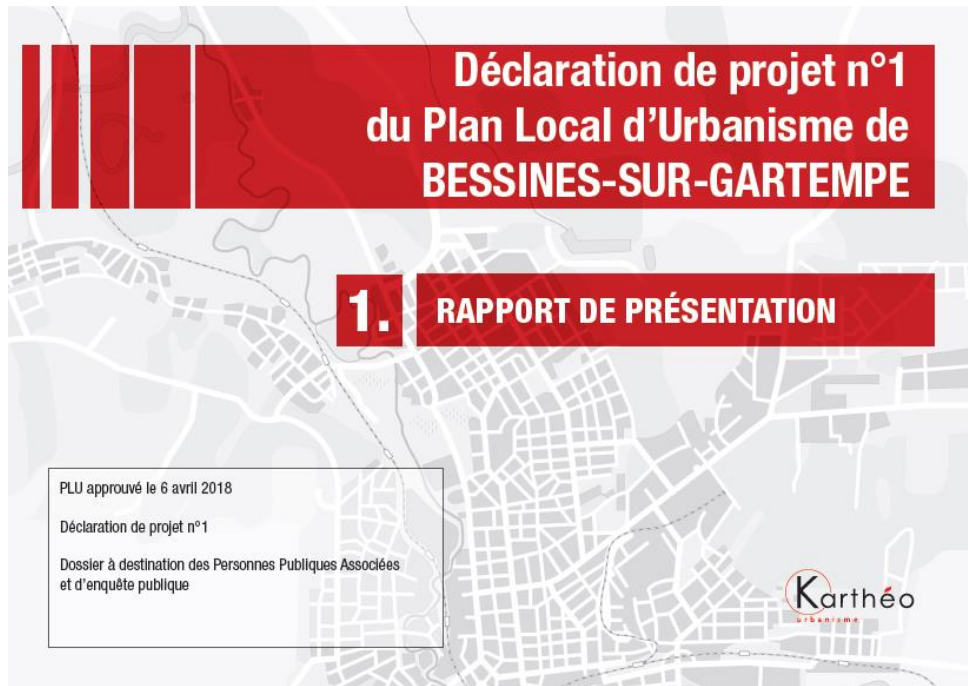 Déclaration de projet n°1
du Plan Local d'Urbanisme de
BESSINES-SUR-GARTEMPE
1. RAPPORT DE PRÉSENTATION
PLU approuvé le 6 avril 2018
Déclaration de projet n°1
Dossier à destination des Personnes Publiques Associées
et d'enquête publique
Karthéo
urbanisme